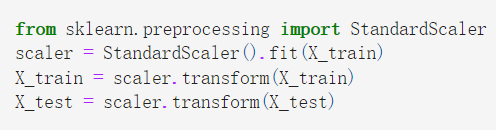 from sklearn.preprocessing import StandardScaler
scaler = StandardScaler().fit(X_train)
X_train = scaler.transform(X_train)
X_test = scaler.transform(X_test)